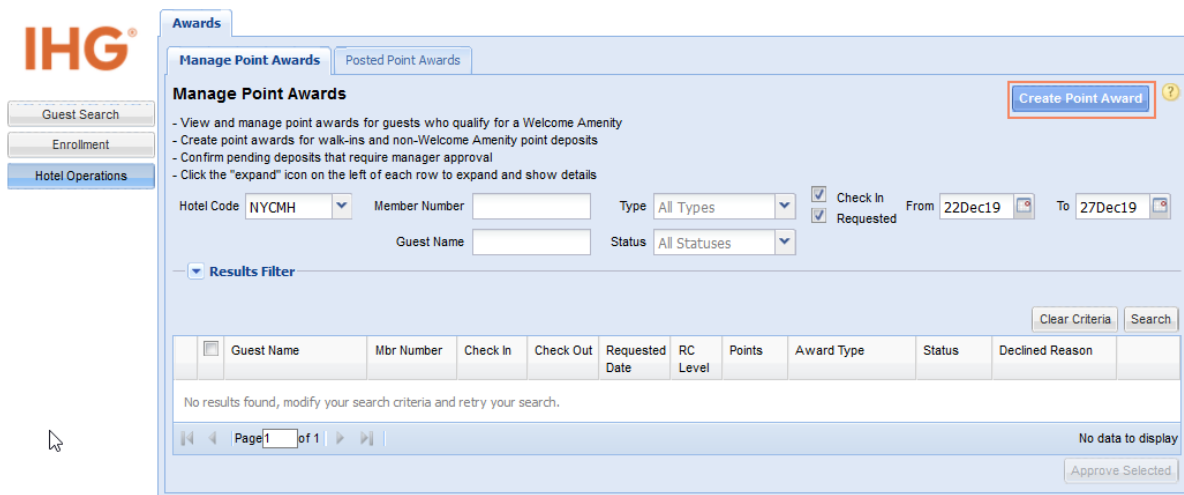 IHG®
Guest Search
Enrollment
Hotel Operations
Awards
Manage Point Awards
Posted Point Awards
Manage Point Awards
Create Point Award
?
- View and manage point awards for guests who qualify for a Welcome Amenity
- Create point awards for walk-ins and non-Welcome Amenity point deposits
- Confirm pending deposits that require manager approval
- Click the "expand" icon on the left of each row to expand and show details
Hotel Code NYCMH Member Number Type All Types Check In From 22Dec19 To 27Dec19
Requested
Guest Name Status All Statuses
Results Filter
Clear Criteria Search
Guest Name Mbr Number Check In Check Out Requested RC Points Award Type Status Declined Reason
Date Level
No results found, modify your search criteria and retry your search.
Page 1 of 1 No data to display
Approve Selected